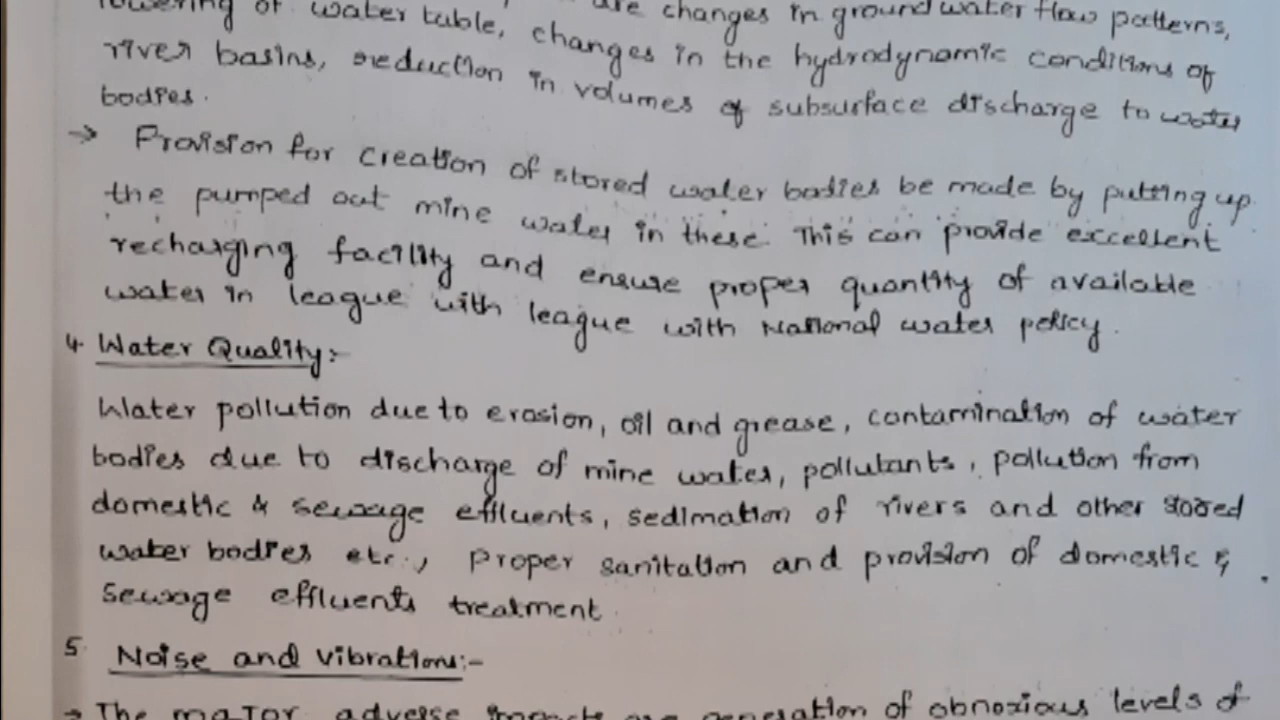 lowering of water table, are changes in ground water flow patterns,
river basins, reduction in volumes of subsurface discharge to water
changes in the hydrodynamic conditions of
bodies.
→ Provision for creation of stored water bodies be made by putting up
the pumped out mine water in these. This can provide excellent
recharging facility and ensure proper quantity of available
water in league with league with National water policy.
4. Water Quality:-
Water pollution due to erosion, oil and grease, contamination of water
bodies due to discharge of mine water, pollutants, pollution from
domestic & sewage effluents, sedimation of rivers and other stored
water bodies etc., proper sanitation and provision of domestic &
sewage effluents treatment.
5. Noise and vibrations:-
→ The major adverse impacts are generation of obnoxious levels of